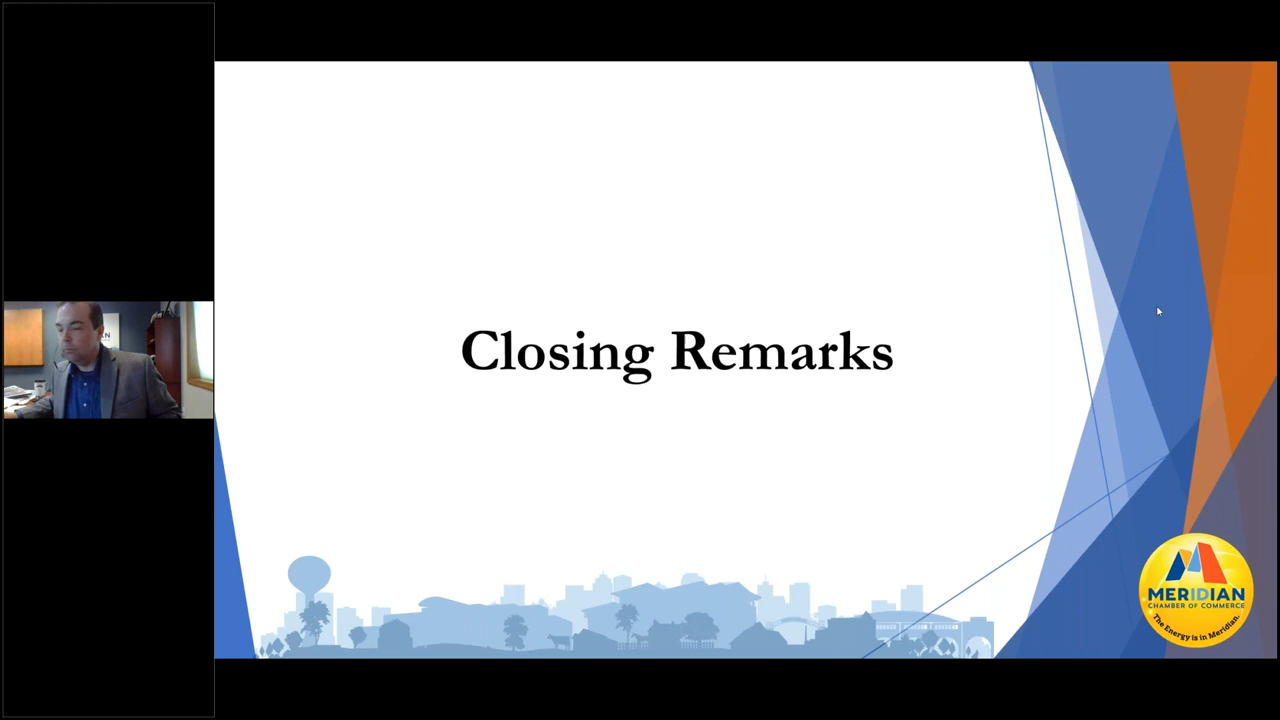 Closing Remarks
MERIDIAN
CHAMBER OF COMMERCE
The Energy is in Meridian.